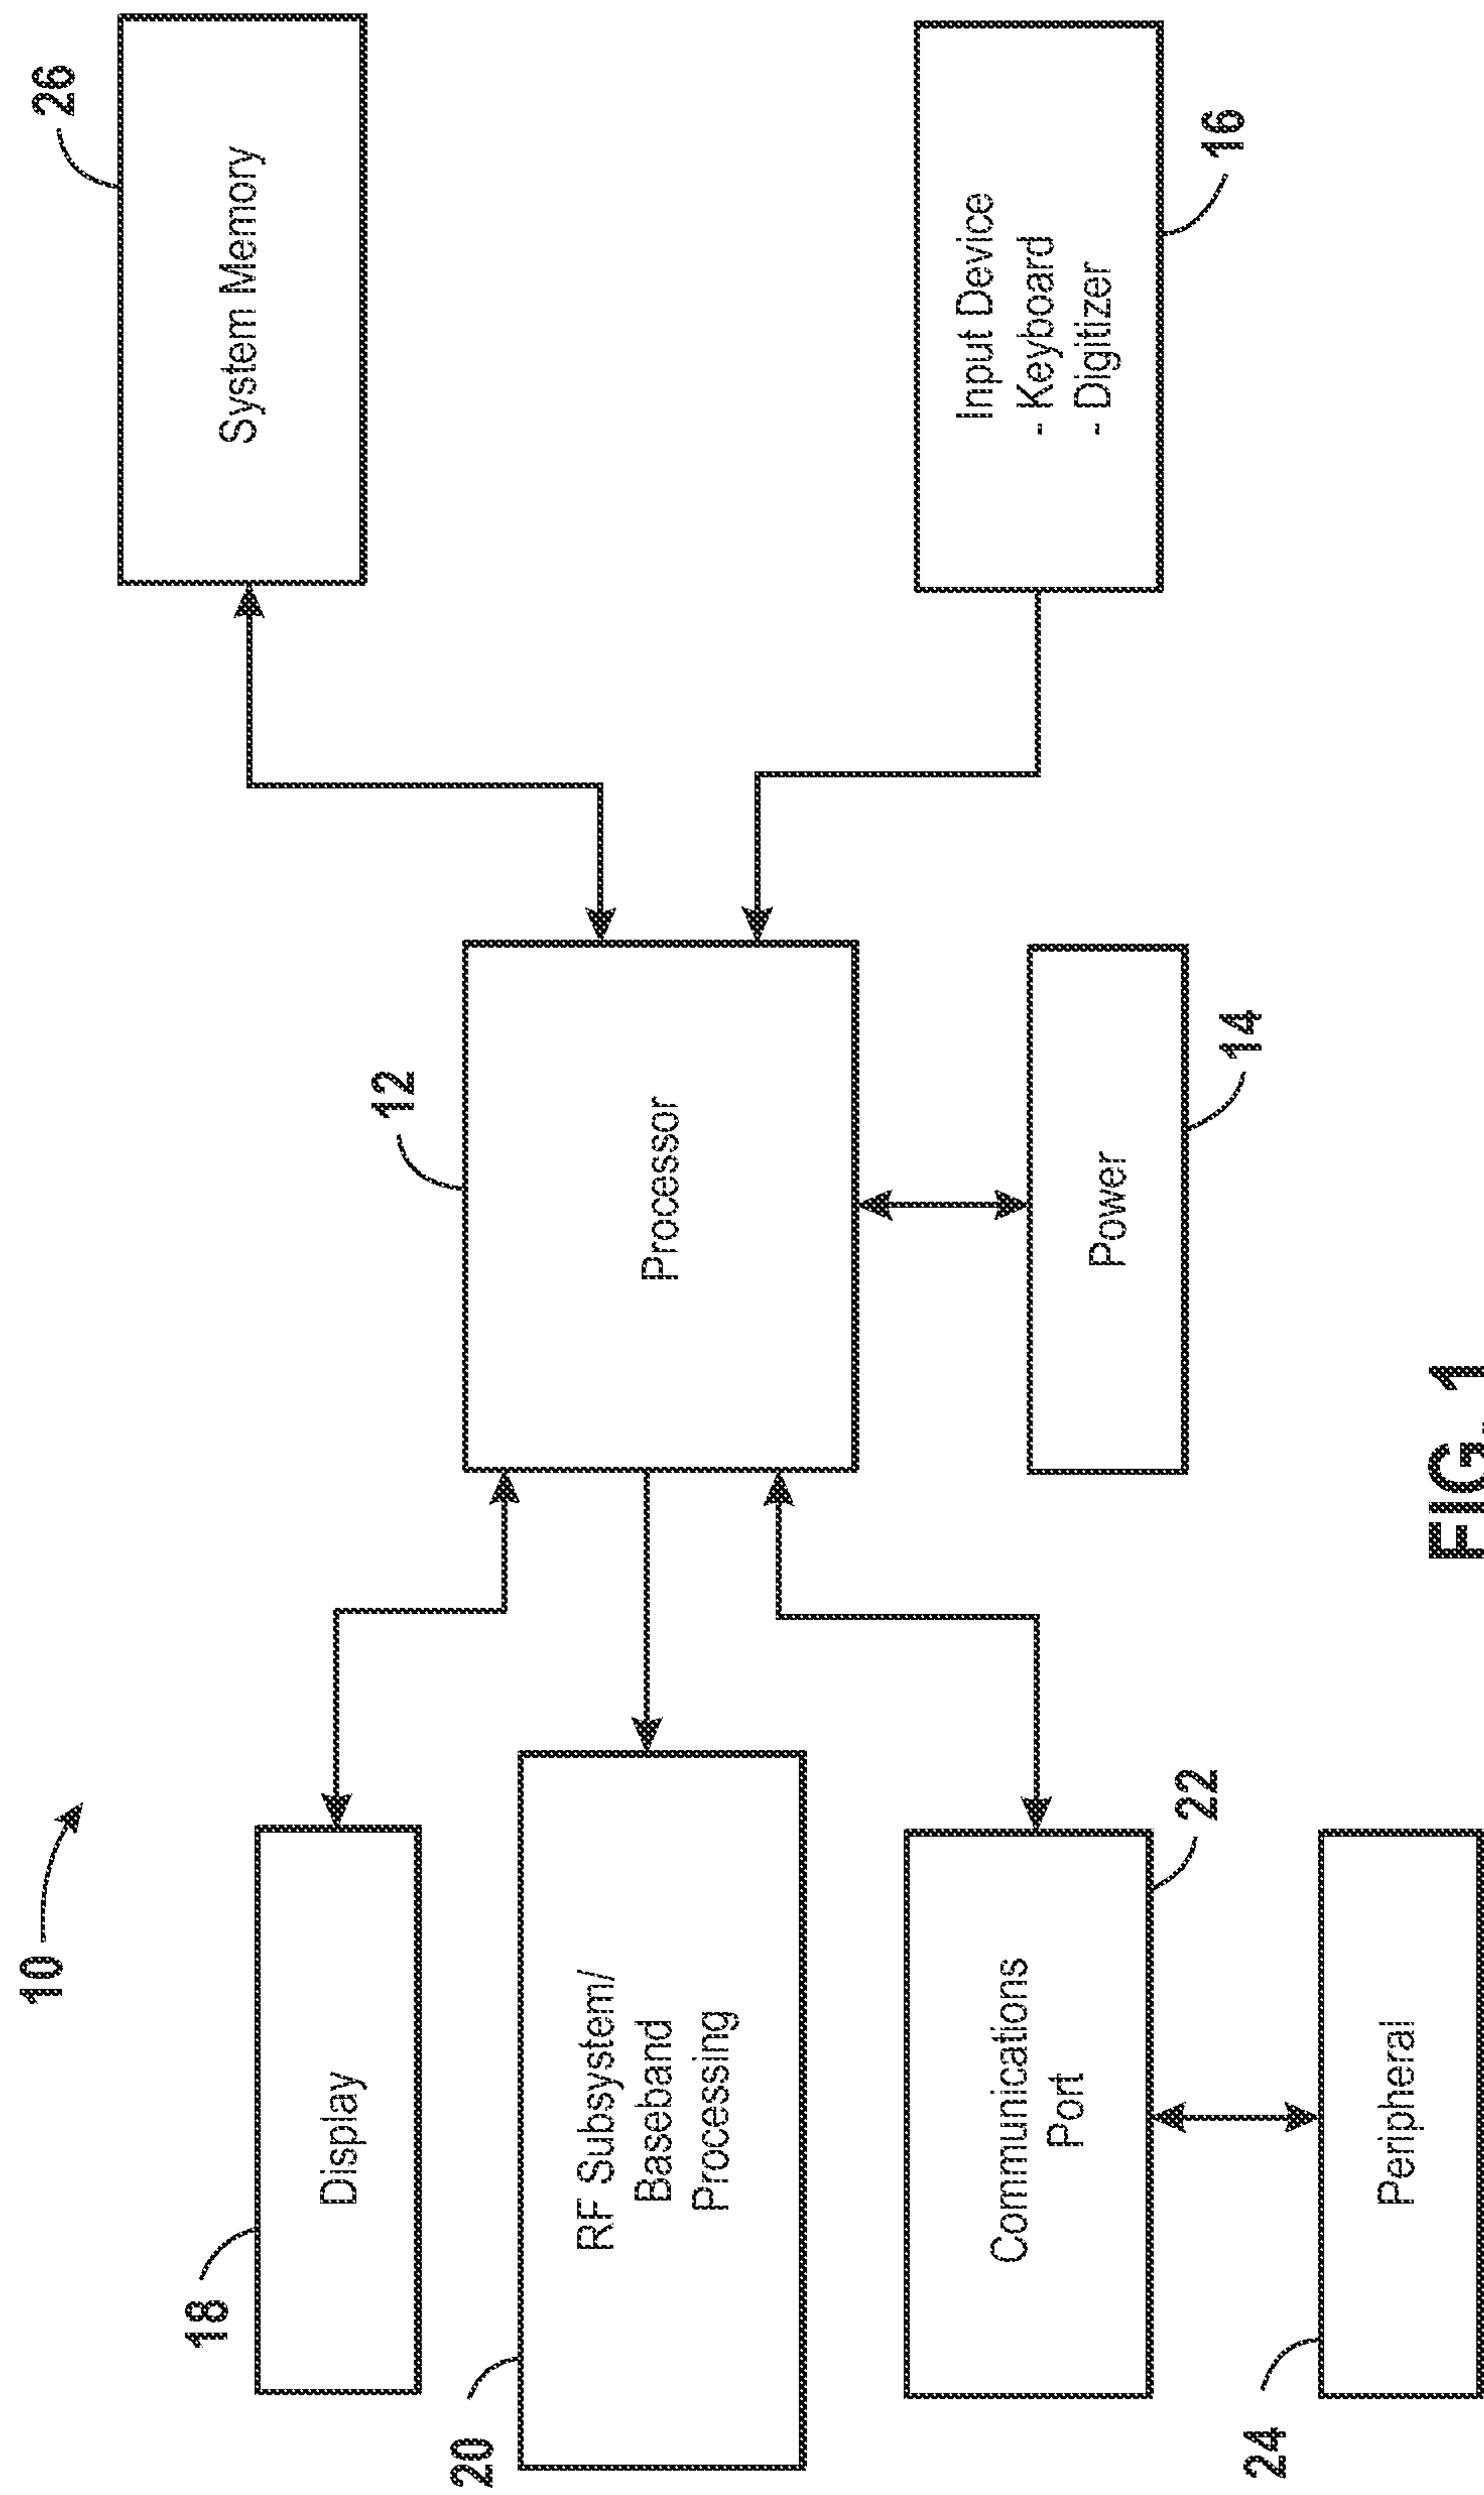 10
18
Display
20
RF Subsystem/
Baseband
Processing
Communications
Port
22
24
Peripheral
12
Processor
Power
14
26
System Memory
Input Device
- Keyboard
- Digitizer
16
FIG. 1